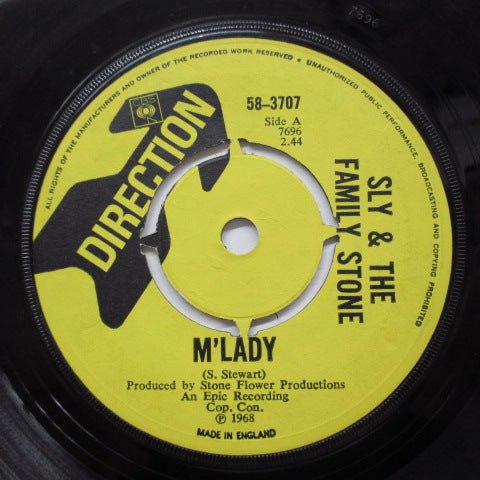 7696
ALL RIGHTS OF THE MANUFACTURERS AND OWNER OF THE RECORDED WORK RESERVED • UNAUTHORIZED PUBLIC PERFORMANCE, BROADCASTING AND COPYING PROHIBITED
CBS
DIRECTION
58-3707
Side A
7696
2.44
SLY & THE
FAMILY STONE
M'LADY
(S. Stewart)
Produced by Stone Flower Productions
An Epic Recording
Cop. Con.
℗ 1968
MADE IN ENGLAND